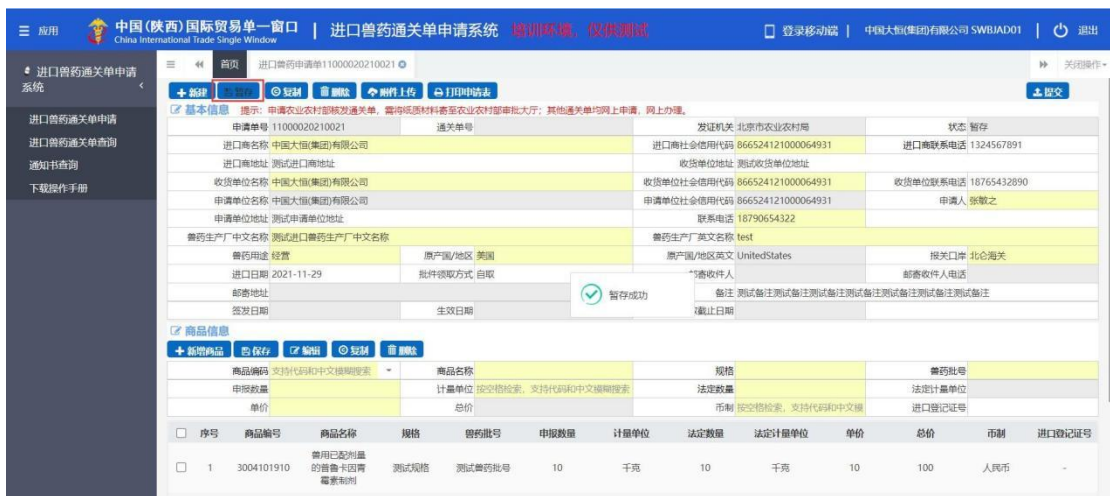 应用 中国(陕西)国际贸易单一窗口 | 进口兽药通关单申请系统 培训环境，仅供测试 登录移动端 | 中国大恒(集团)有限公司 SWBJAD01 | 退出
China International Trade Single Window
进口兽药通关单申请系统
进口兽药通关单申请
进口兽药通关单查询
通知书查询
下载操作手册
首页 进口兽药申请单11000020210021 关闭操作
新建 暂存 复制 删除 附件上传 打印申请表 提交
基本信息 提示：申请农业农村部核发通关单，需将纸质材料寄至农业农村部审批大厅；其他通关单均网上申请，网上办理。
申请单号 11000020210021 通关单号 发证机关 北京市农业农村局 状态 暂存
进口商名称 中国大恒(集团)有限公司 进口商社会信用代码 866524121000064931 进口商联系电话 1324567891
进口商地址 测试进口商地址 收货单位地址 测试收货单位地址
收货单位名称 中国大恒(集团)有限公司 收货单位社会信用代码 866524121000064931 收货单位联系电话 18765432890
申请单位名称 中国大恒(集团)有限公司 申请单位社会信用代码 866524121000064931 申请人 张敏之
申请单位地址 测试申请单位地址 联系电话 18790654322
兽药生产厂中文名称 测试进口兽药生产厂中文名称 兽药生产厂英文名称 test
兽药用途 经营 原产国/地区 美国 原产国/地区英文 UnitedStates 报关口岸 北仑海关
进口日期 2021-11-29 批件领取方式 自取 邮寄收件人 邮寄收件人电话
邮寄地址 备注 测试备注测试备注测试备注测试备注测试备注测试备注测试备注
签发日期 生效日期 截止日期
暂存成功
商品信息
新增商品 保存 编辑 复制 删除
商品编码 支持代码和中文模糊搜索 商品名称 规格 兽药批号
申报数量 计量单位 按空格检索，支持代码和中文模糊搜索 法定数量 法定计量单位
单价 总价 币制 按空格检索，支持代码和中文模 进口登记证号
序号 商品编号 商品名称 规格 兽药批号 申报数量 计量单位 法定数量 法定计量单位 单价 总价 币制 进口登记证号
1 3004101910 兽用已配剂量的普鲁卡因青霉素制剂 测试规格 测试兽药批号 10 千克 10 千克 10 100 人民币 -